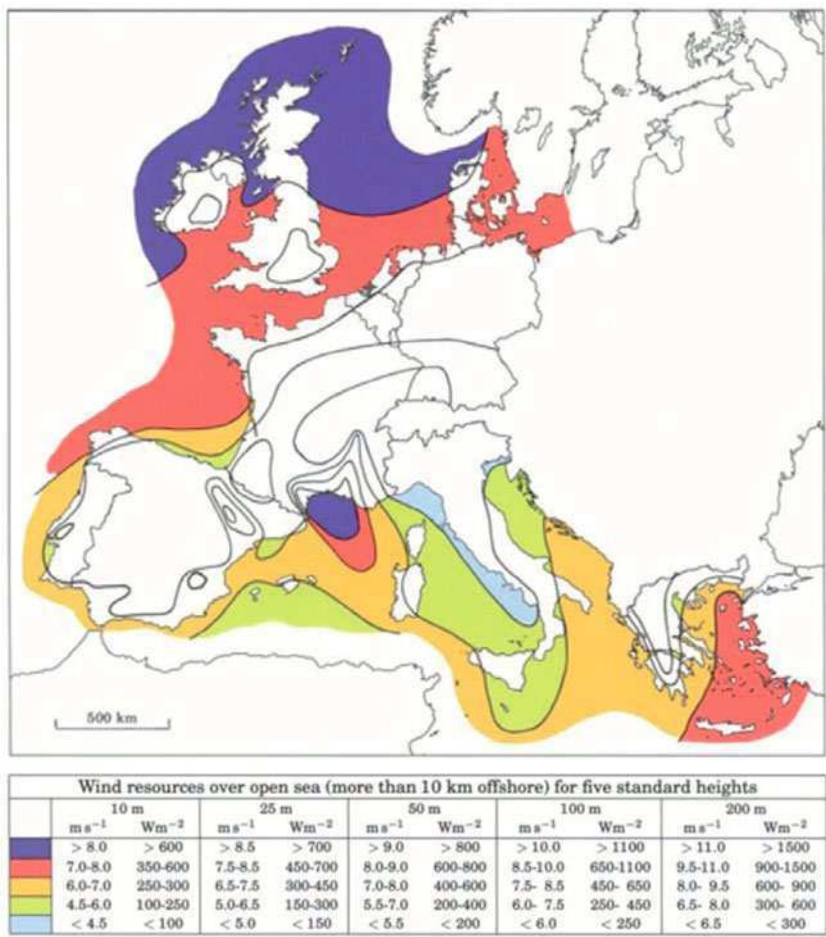 500 km
Wind resources over open sea (more than 10 km offshore) for five standard heights
10 m 25 m 50 m 100 m 200 m
m s⁻¹ Wm⁻² m s⁻¹ Wm⁻² m s⁻¹ Wm⁻² m s⁻¹ Wm⁻² m s⁻¹ Wm⁻²
> 8.0 > 600 > 8.5 > 700 > 9.0 > 800 > 10.0 > 1100 > 11.0 > 1500
7.0-8.0 350-600 7.5-8.5 450-700 8.0-9.0 600-800 8.5-10.0 650-1100 9.5-11.0 900-1500
6.0-7.0 250-300 6.5-7.5 300-450 7.0-8.0 400-600 7.5- 8.5 450- 650 8.0- 9.5 600- 900
4.5-6.0 100-250 5.0-6.5 150-300 5.5-7.0 200-400 6.0- 7.5 250- 450 6.5- 8.0 300- 600
< 4.5 < 100 < 5.0 < 150 < 5.5 < 200 < 6.0 < 250 < 6.5 < 300